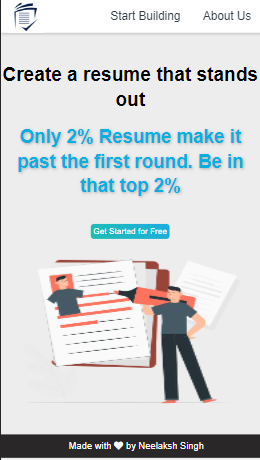 Start Building About Us
Create a resume that stands
out
Only 2% Resume make it
past the first round. Be in
that top 2%
Get Started for Free
Made with ❤ by Neelaksh Singh